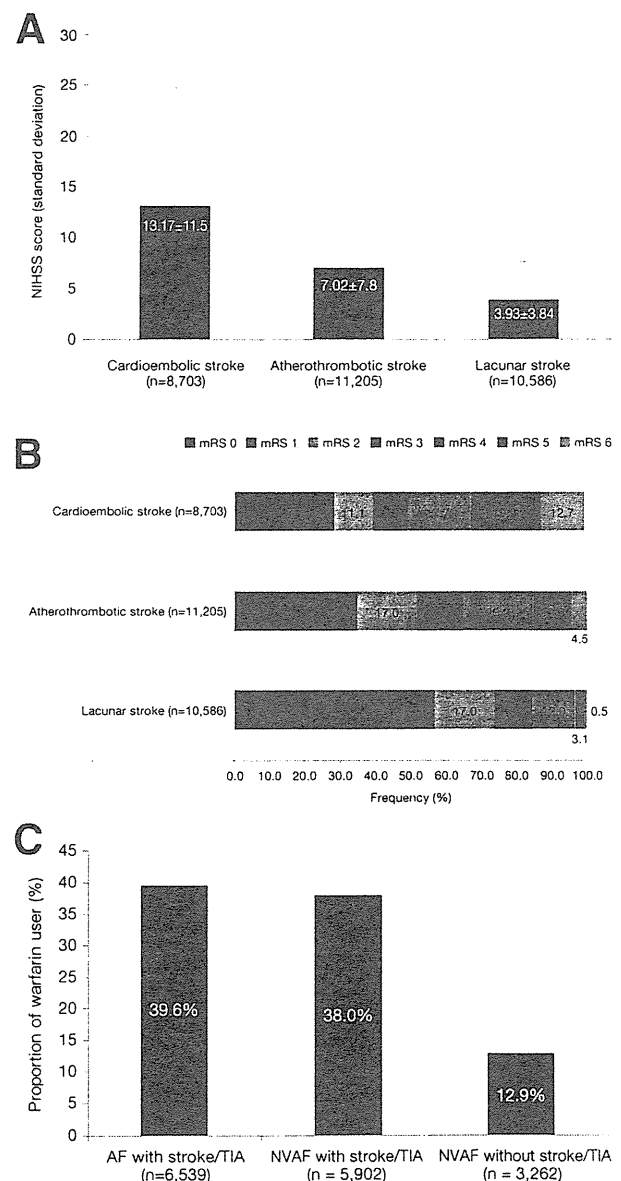 A
30
25
20
15
10
5
0
NIHSS score (standard deviation)
13.17±11.5
7.02±7.8
3.93±3.84
Cardioembolic stroke
(n=8,703)
Atherothrombotic stroke
(n=11,205)
Lacunar stroke
(n=10,586)
B
mRS 0 mRS 1 mRS 2 mRS 3 mRS 4 mRS 5 mRS 6
Cardioembolic stroke (n=8,703)
11.1
12.7
Atherothrombotic stroke (n=11,205)
17.0
4.5
Lacunar stroke (n=10,586)
17.0
0.5
3.1
0.0 10.0 20.0 30.0 40.0 50.0 60.0 70.0 80.0 90.0 100.0
Frequency (%)
C
45
40
35
30
25
20
15
10
5
0
Proportion of warfarin user (%)
39.6%
38.0%
12.9%
AF with stroke/TIA
(n=6,539)
NVAF with stroke/TIA
(n = 5,902)
NVAF without stroke/TIA
(n = 3,262)